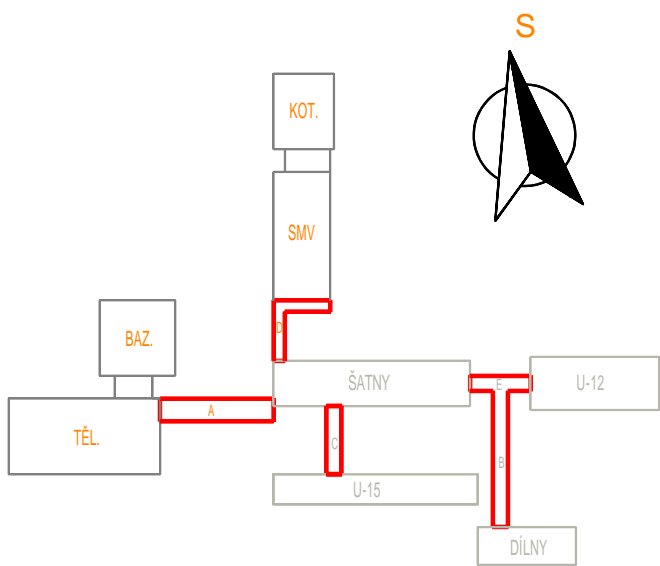 S
KOT.
SMV
BAZ.
D
ŠATNY
E
U-12
A
TĚL.
C
B
U-15
DÍLNY